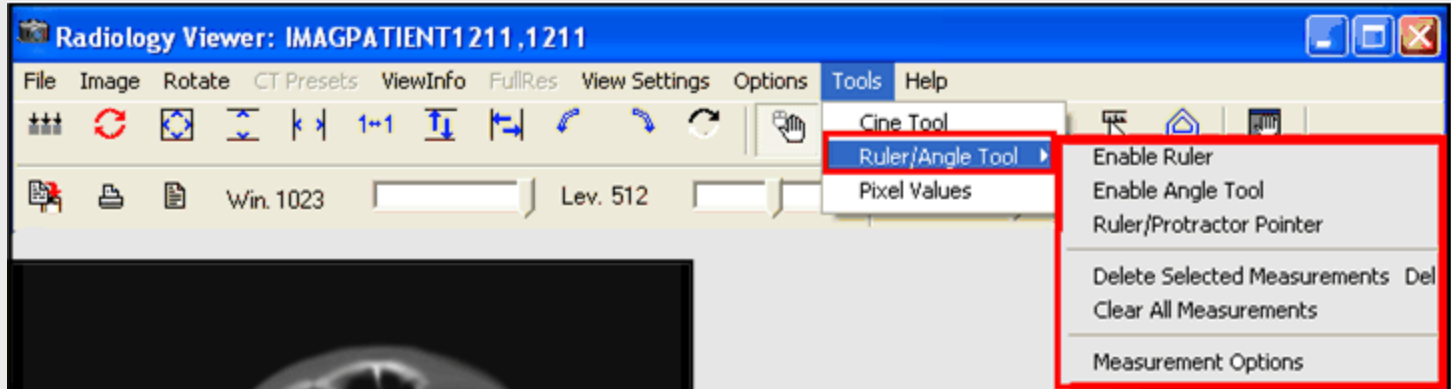 Radiology Viewer: IMAGPATIENT1211,1211
File Image Rotate CT Presets ViewInfo FullRes View Settings Options Tools Help
1↔1
Cine Tool
Ruler/Angle Tool
Pixel Values
Enable Ruler
Enable Angle Tool
Ruler/Protractor Pointer
Delete Selected Measurements Del
Clear All Measurements
Measurement Options
Win. 1023 Lev. 512